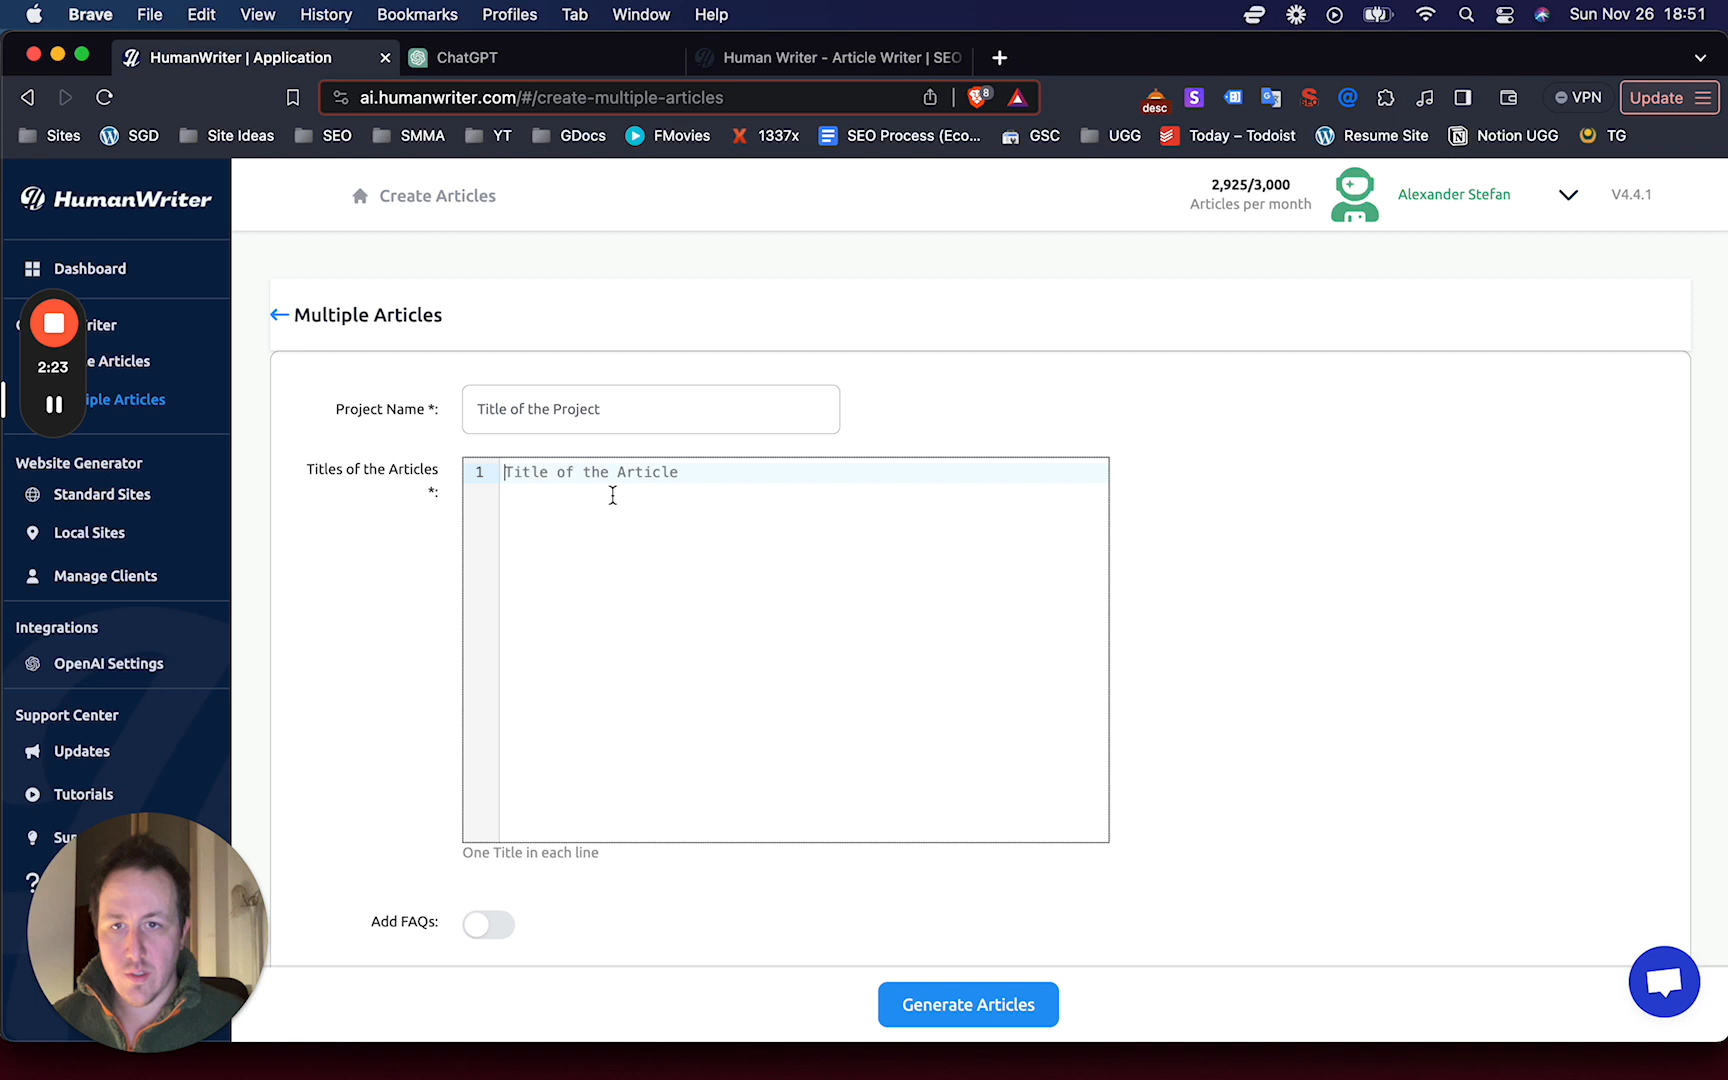 Brave File Edit View History Bookmarks Profiles Tab Window Help Sun Nov 26 18:51
HumanWriter | Application ChatGPT Human Writer - Article Writer | SEO
ai.humanwriter.com/#/create-multiple-articles 8 desc S SEO VPN Update
Sites SGD Site Ideas SEO SMMA YT GDocs FMovies 1337x SEO Process (Eco... GSC UGG Today – Todoist Resume Site Notion UGG TG
HumanWriter
Create Articles
2,925/3,000
Articles per month
Alexander Stefan
V4.4.1
Dashboard
riter
e Articles
iple Articles
2:23
Website Generator
Standard Sites
Local Sites
Manage Clients
Integrations
OpenAI Settings
Support Center
Updates
Tutorials
Su
?
Multiple Articles
Project Name *:
Title of the Project
Titles of the Articles
*:
1 Title of the Article
One Title in each line
Add FAQs:
Generate Articles